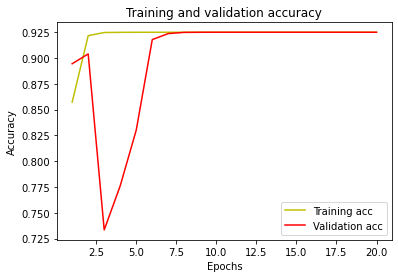 Training and validation accuracy
Accuracy
0.925
0.900
0.875
0.850
0.825
0.800
0.775
0.750
0.725
Training acc
Validation acc
2.5 5.0 7.5 10.0 12.5 15.0 17.5 20.0
Epochs